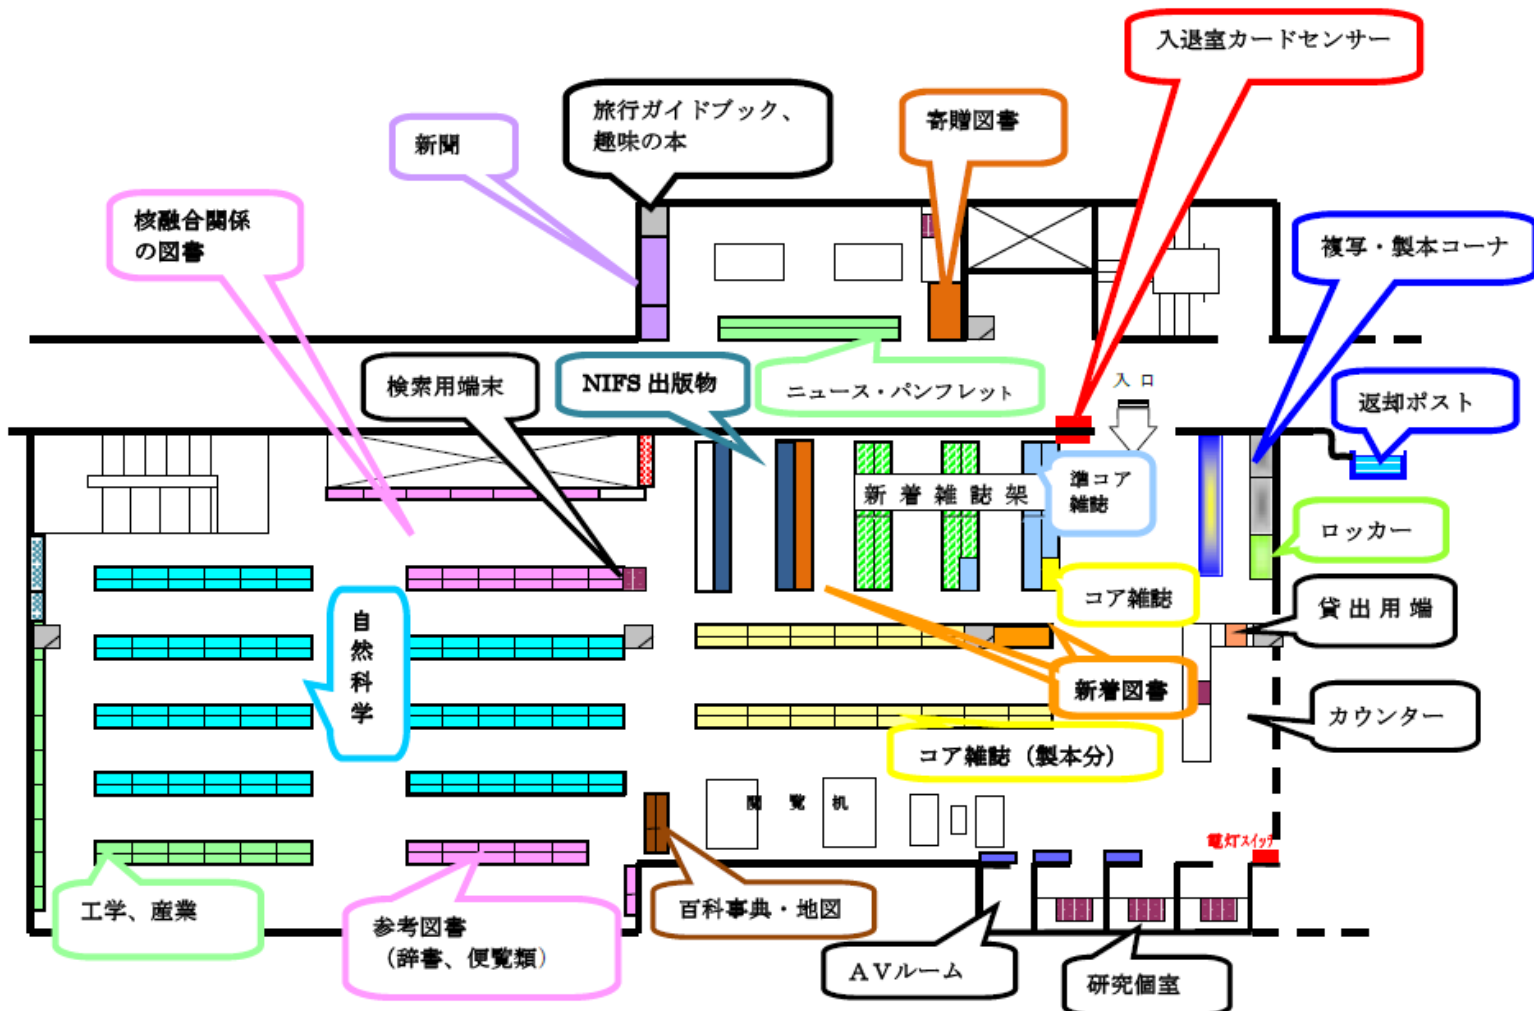 入退室カードセンサー
旅行ガイドブック、
趣味の本
寄贈図書
新聞
核融合関係
の図書
複写・製本コーナ
検索用端末
NIFS 出版物
ニュース・パンフレット
入 口
返却ポスト
新 着 雑 誌 架
準コア
雑誌
ロッカー
コア雑誌
貸 出 用 端
自
然
科
学
新着図書
カウンター
コア雑誌（製本分）
閲 覧 机
電灯スイッチ
工学、産業
参考図書
（辞書、便覧類）
百科事典・地図
ＡＶルーム
研究個室